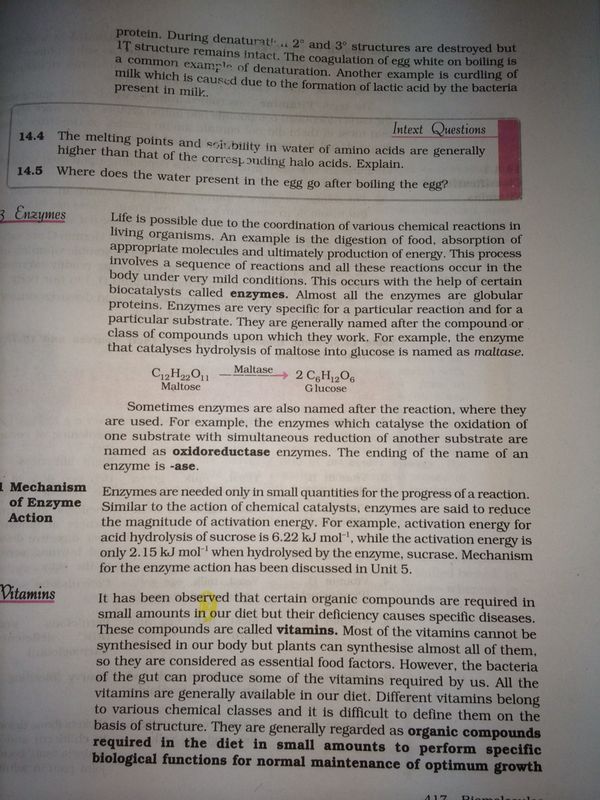 protein. During denaturat 2° and 3° structures are destroyed but
1° structure remains intact. The coagulation of egg white on boiling is
a common example of denaturation. Another example is curdling of
milk which is caused due to the formation of lactic acid by the bacteria
present in milk.
Intext Questions
14.4 The melting points and solubility in water of amino acids are generally
higher than that of the corresponding halo acids. Explain.
14.5 Where does the water present in the egg go after boiling the egg?
3 Enzymes
Life is possible due to the coordination of various chemical reactions in
living organisms. An example is the digestion of food, absorption of
appropriate molecules and ultimately production of energy. This process
involves a sequence of reactions and all these reactions occur in the
body under very mild conditions. This occurs with the help of certain
biocatalysts called enzymes. Almost all the enzymes are globular
proteins. Enzymes are very specific for a particular reaction and for a
particular substrate. They are generally named after the compound or
class of compounds upon which they work. For example, the enzyme
that catalyses hydrolysis of maltose into glucose is named as maltase.
C₁₂H₂₂O₁₁ Maltase → 2 C₆H₁₂O₆
Maltose Glucose
Sometimes enzymes are also named after the reaction, where they
are used. For example, the enzymes which catalyse the oxidation of
one substrate with simultaneous reduction of another substrate are
named as oxidoreductase enzymes. The ending of the name of an
enzyme is -ase.
1 Mechanism
of Enzyme
Action
Enzymes are needed only in small quantities for the progress of a reaction.
Similar to the action of chemical catalysts, enzymes are said to reduce
the magnitude of activation energy. For example, activation energy for
acid hydrolysis of sucrose is 6.22 kJ mol⁻¹, while the activation energy is
only 2.15 kJ mol⁻¹ when hydrolysed by the enzyme, sucrase. Mechanism
for the enzyme action has been discussed in Unit 5.
Vitamins
It has been observed that certain organic compounds are required in
small amounts in our diet but their deficiency causes specific diseases.
These compounds are called vitamins. Most of the vitamins cannot be
synthesised in our body but plants can synthesise almost all of them,
so they are considered as essential food factors. However, the bacteria
of the gut can produce some of the vitamins required by us. All the
vitamins are generally available in our diet. Different vitamins belong
to various chemical classes and it is difficult to define them on the
basis of structure. They are generally regarded as organic compounds
required in the diet in small amounts to perform specific
biological functions for normal maintenance of optimum growth
417 Biomolecules